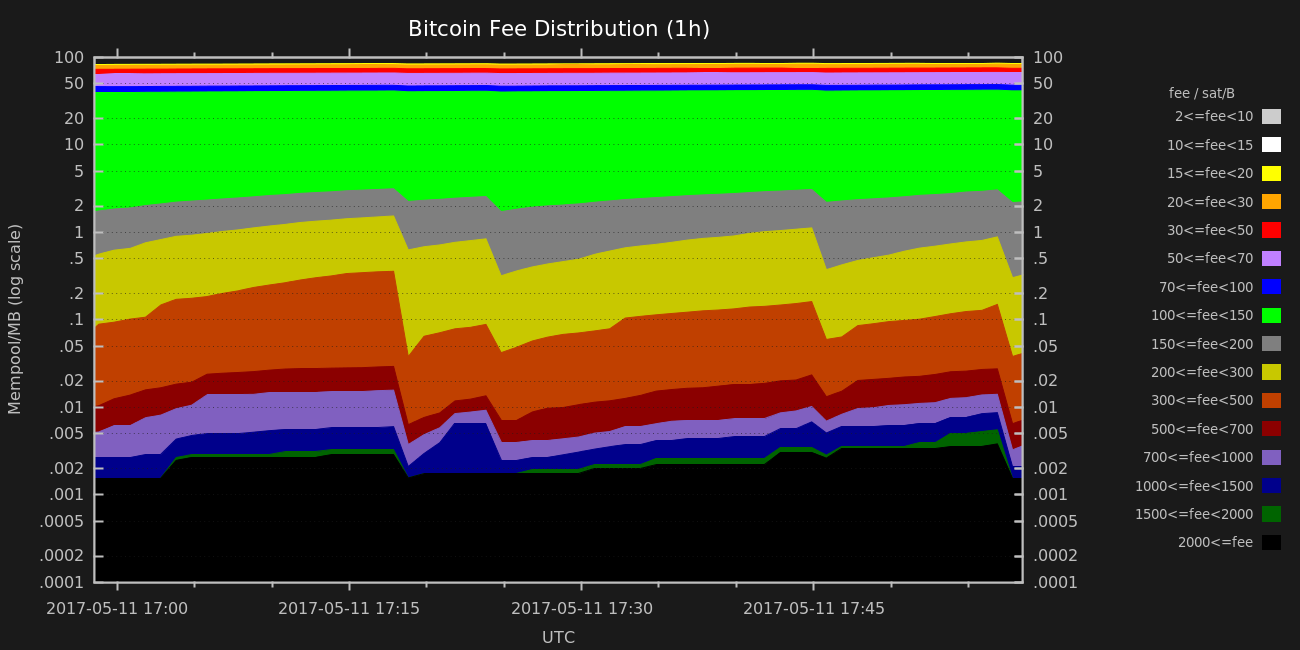 Bitcoin Fee Distribution (1h)
Mempool/MB (log scale)
100
50
20
10
5
2
1
.5
.2
.1
.05
.02
.01
.005
.002
.001
.0005
.0002
.0001
100
50
20
10
5
2
1
.5
.2
.1
.05
.02
.01
.005
.002
.001
.0005
.0002
.0001
2017-05-11 17:00
2017-05-11 17:15
2017-05-11 17:30
2017-05-11 17:45
UTC
fee / sat/B
2<=fee<10
10<=fee<15
15<=fee<20
20<=fee<30
30<=fee<50
50<=fee<70
70<=fee<100
100<=fee<150
150<=fee<200
200<=fee<300
300<=fee<500
500<=fee<700
700<=fee<1000
1000<=fee<1500
1500<=fee<2000
2000<=fee